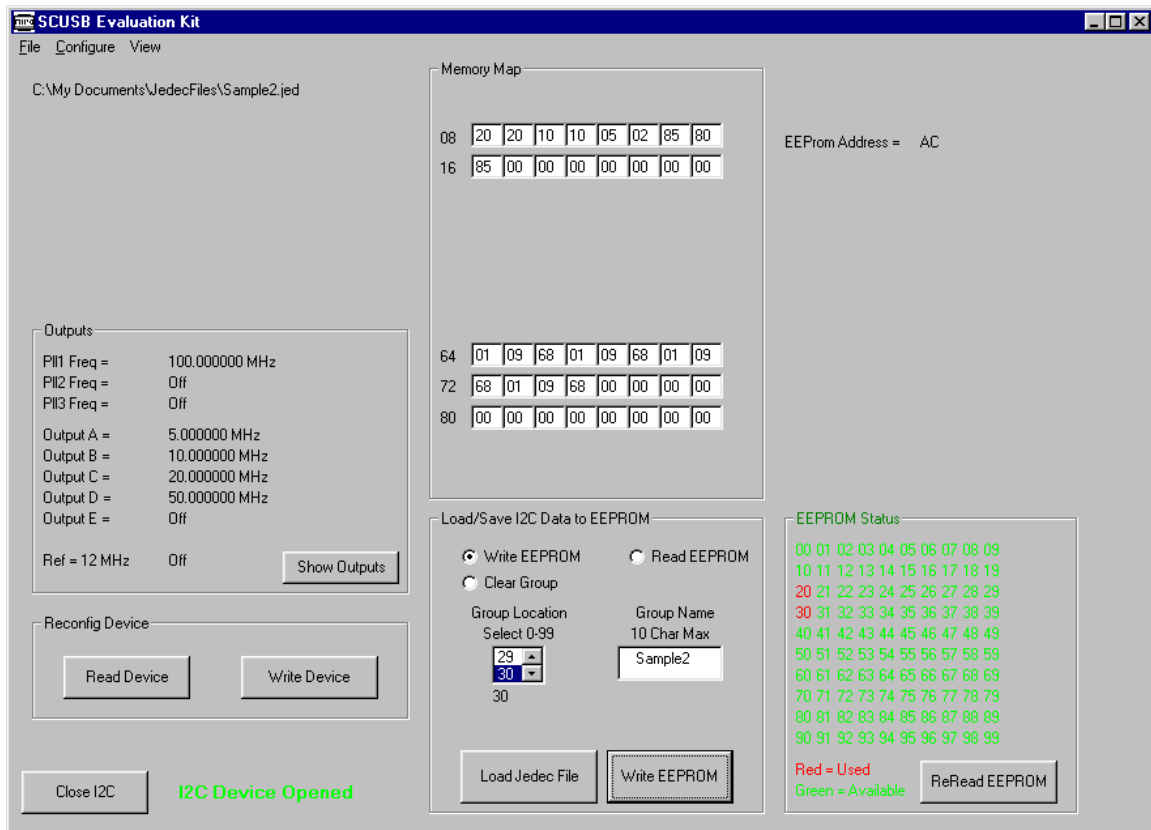 SCUSB Evaluation Kit
File Configure View
C:\My Documents\JedecFiles\Sample2.jed
Memory Map
08 20 20 10 10 05 02 85 80
16 85 00 00 00 00 00 00 00
64 01 09 68 01 09 68 01 09
72 68 01 09 68 00 00 00 00
80 00 00 00 00 00 00 00 00
EEProm Address = AC
Outputs
Pll1 Freq = 100.000000 MHz
Pll2 Freq = Off
Pll3 Freq = Off
Output A = 5.000000 MHz
Output B = 10.000000 MHz
Output C = 20.000000 MHz
Output D = 50.000000 MHz
Output E = Off
Ref = 12 MHz Off
Show Outputs
Reconfig Device
Read Device Write Device
Close I2C
I2C Device Opened
Load/Save I2C Data to EEPROM
Write EEPROM Read EEPROM
Clear Group
Group Location
Select 0-99
29
30
30
Group Name
10 Char Max
Sample2
Load Jedec File Write EEPROM
EEPROM Status
00 01 02 03 04 05 06 07 08 09
10 11 12 13 14 15 16 17 18 19
20 21 22 23 24 25 26 27 28 29
30 31 32 33 34 35 36 37 38 39
40 41 42 43 44 45 46 47 48 49
50 51 52 53 54 55 56 57 58 59
60 61 62 63 64 65 66 67 68 69
70 71 72 73 74 75 76 77 78 79
80 81 82 83 84 85 86 87 88 89
90 91 92 93 94 95 96 97 98 99
Red = Used
Green = Available
ReRead EEPROM